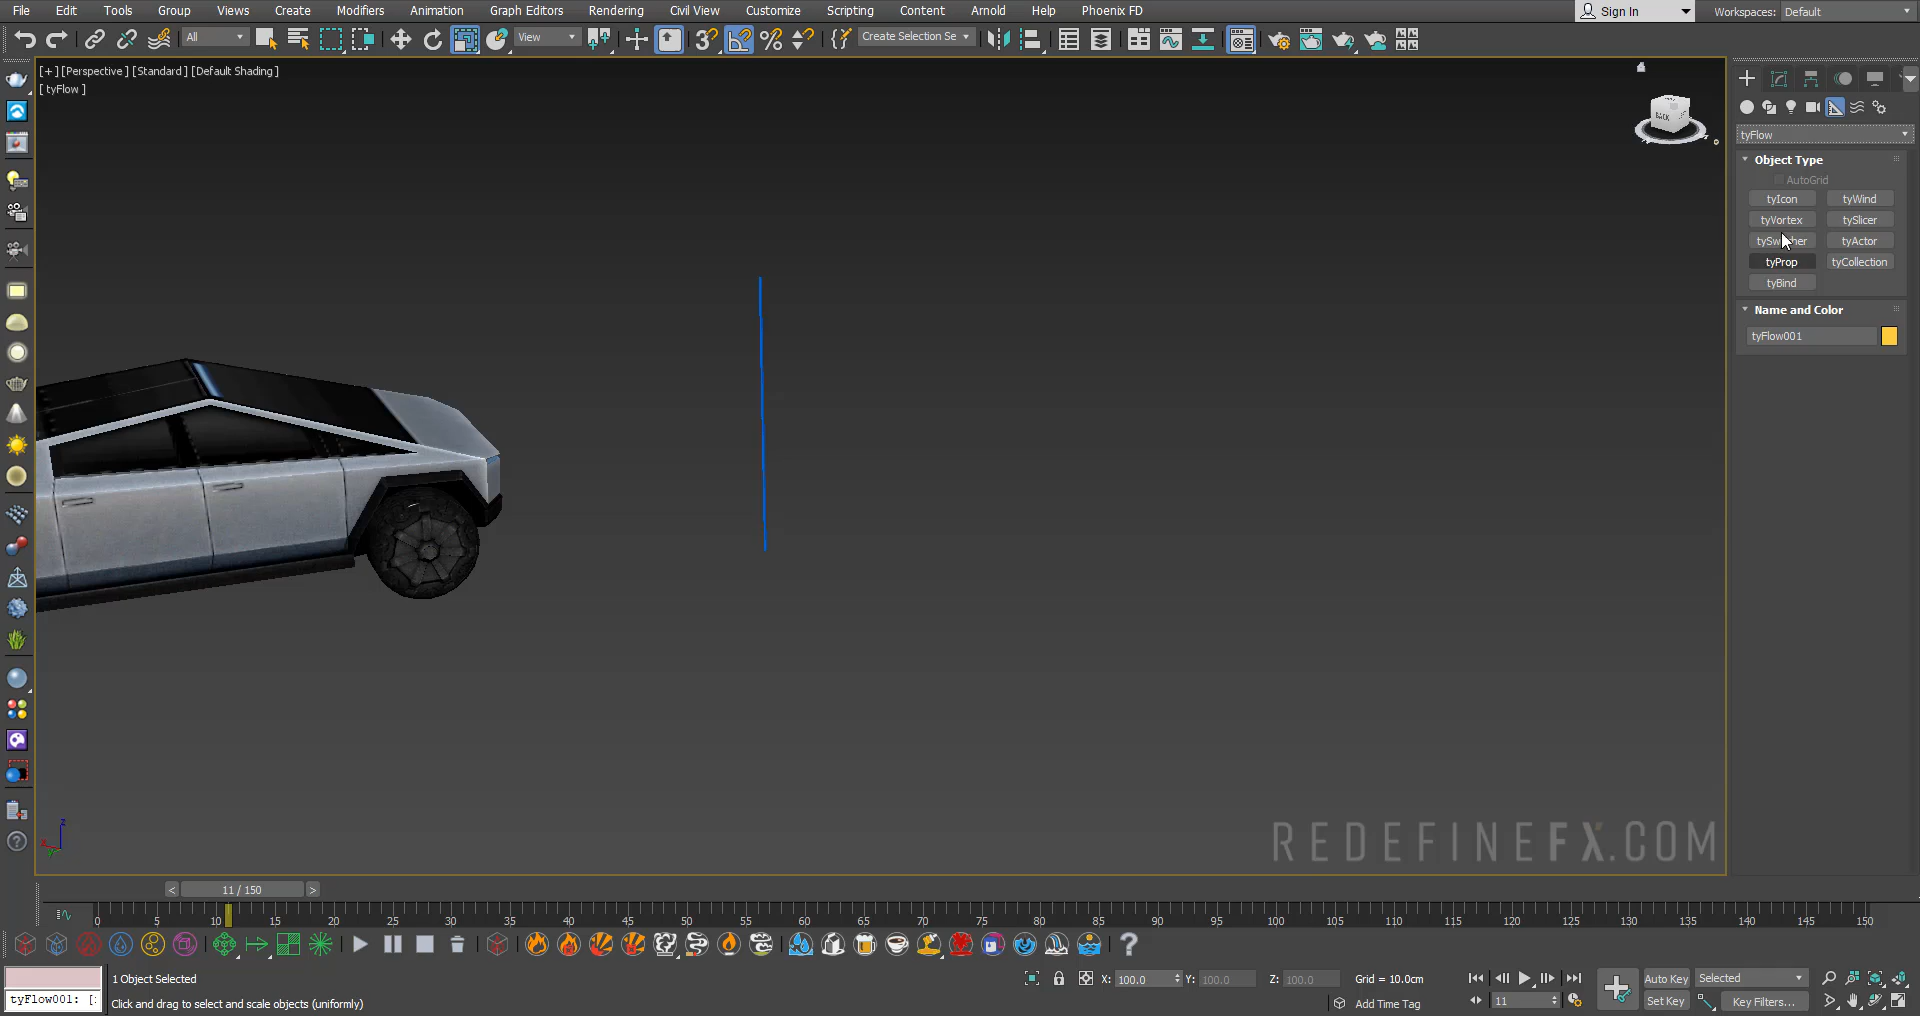 File Edit Tools Group Views Create Modifiers Animation Graph Editors Rendering Civil View Customize Scripting Content Arnold Help Phoenix FD Sign In Workspaces: Default
All View Create Selection Se
[+] [Perspective] [Standard] [Default Shading]
[ tyFlow ]
BACK
tyFlow
Object Type
AutoGrid
tyIcon tyWind
tyVortex tySlicer
tyActor
tyProp tyCollection
tyBind
Name and Color
tyFlow001
REDEFINEFX.COM
< 11 / 150 >
0 5 10 15 20 25 30 35 40 45 50 55 60 65 70 75 80 85 90 95 100 105 110 115 120 125 130 135 140 145 150
1 Object Selected X: 100.0 Y: 100.0 Z: 100.0 Grid = 10.0cm Auto Key Selected
tyFlow001: [: Click and drag to select and scale objects (uniformly) Add Time Tag 11 Set Key Key Filters...